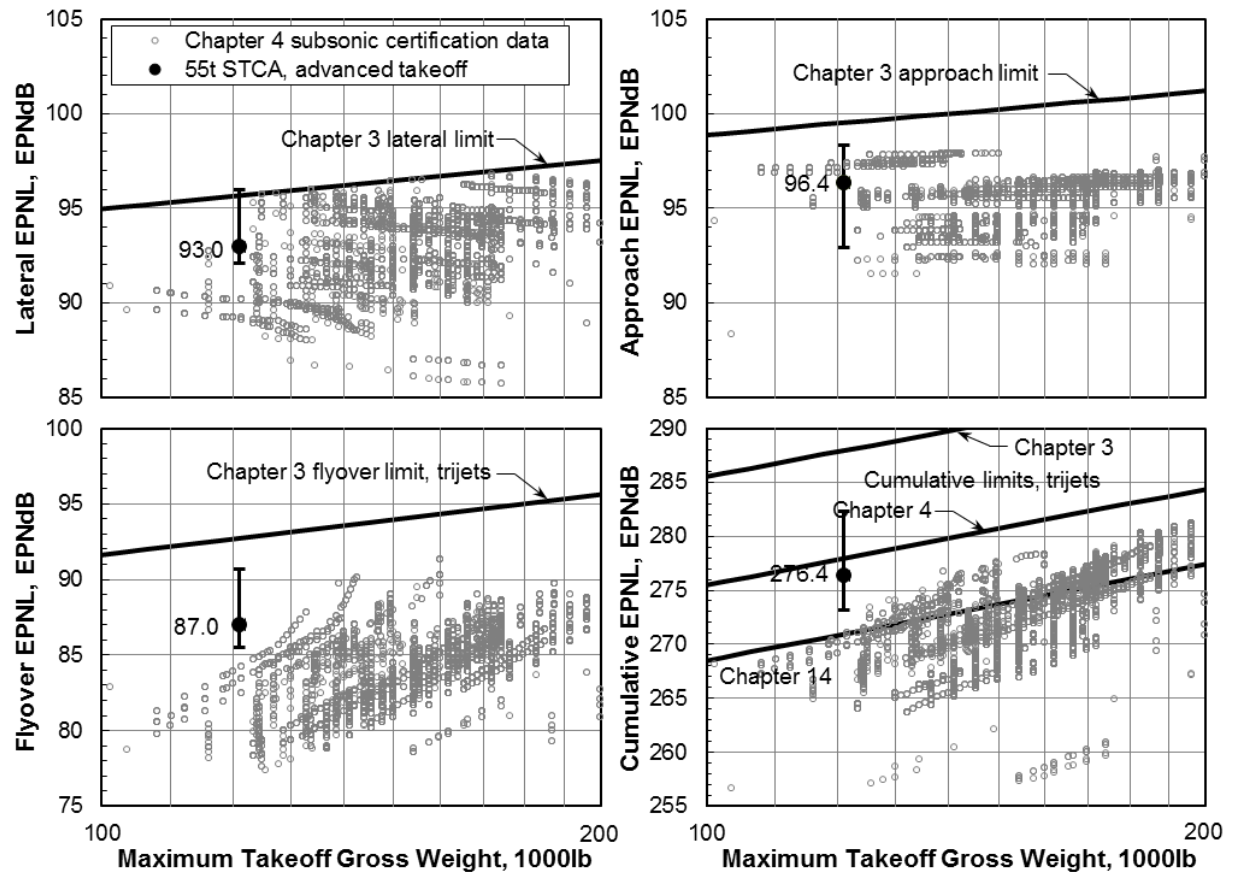 105
100
95
90
85
Lateral EPNL, EPNdB
Chapter 4 subsonic certification data
55t STCA, advanced takeoff
Chapter 3 lateral limit
93.0
105
100
95
90
85
Approach EPNL, EPNdB
Chapter 3 approach limit
96.4
100
95
90
85
80
75
Flyover EPNL, EPNdB
Chapter 3 flyover limit, trijets
87.0
100
200
Maximum Takeoff Gross Weight, 1000lb
290
285
280
275
270
265
260
255
Cumulative EPNL, EPNdB
Chapter 3
Cumulative limits, trijets
Chapter 4
276.4
Chapter 14
100
200
Maximum Takeoff Gross Weight, 1000lb